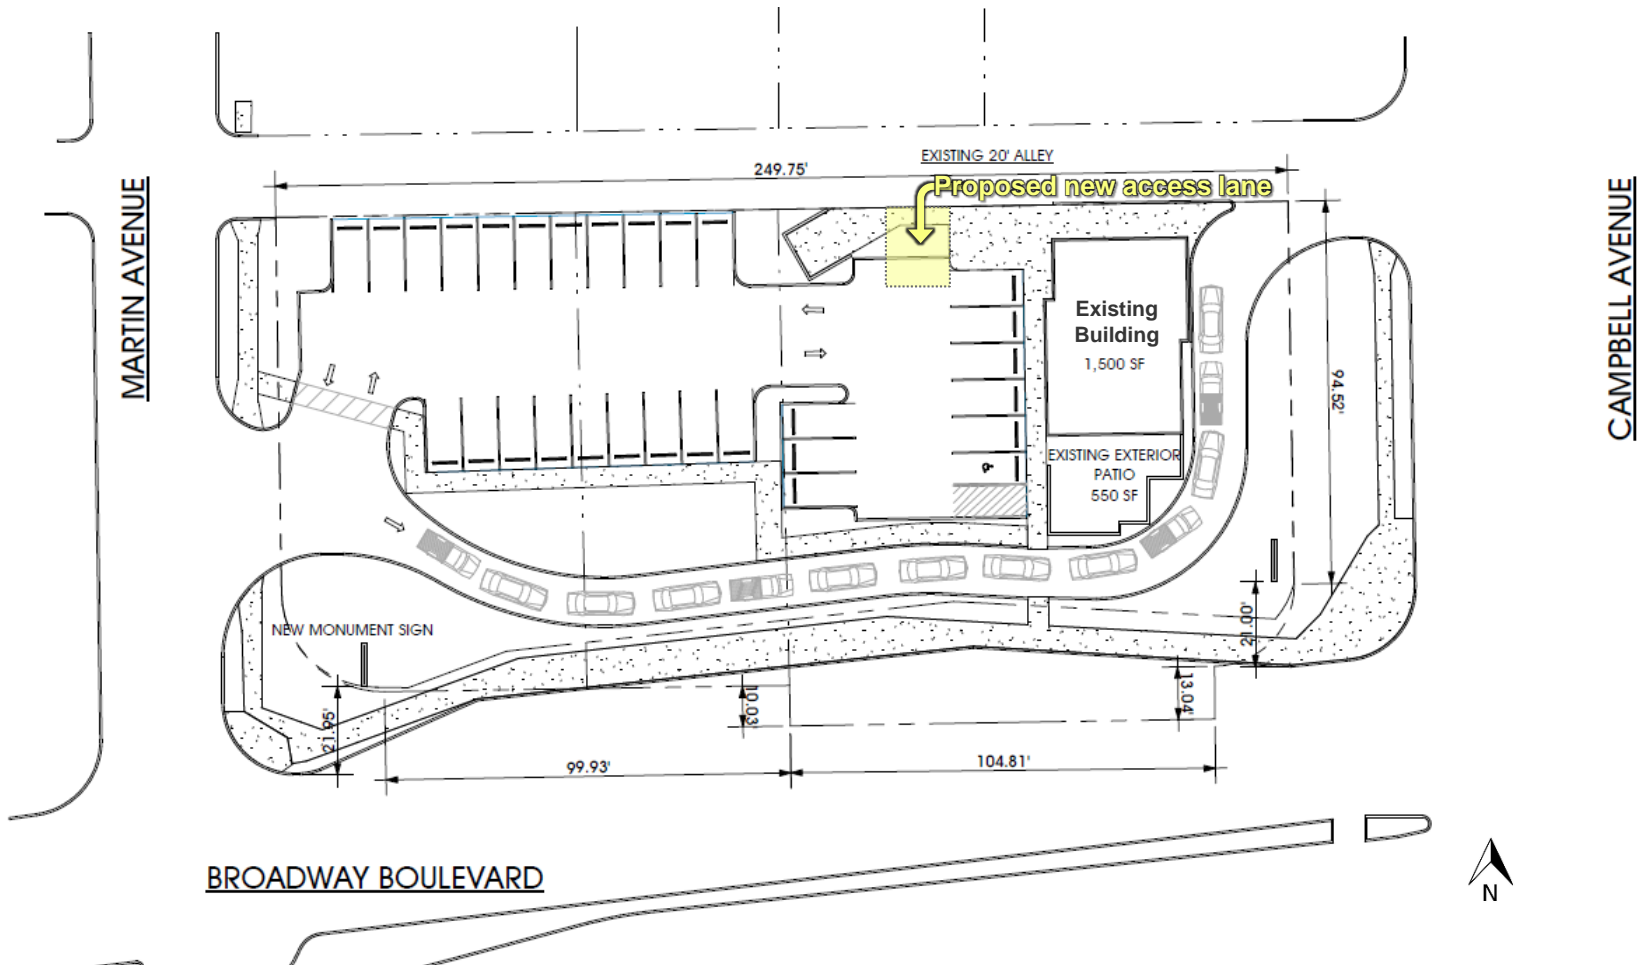 EXISTING 20' ALLEY
249.75'
Proposed new access lane
MARTIN AVENUE
CAMPBELL AVENUE
Existing
Building
1,500 SF
94.52'
EXISTING EXTERIOR
PATIO
550 SF
NEW MONUMENT SIGN
21.00'
21.95'
10.03'
13.04'
99.93'
104.81'
BROADWAY BOULEVARD
N